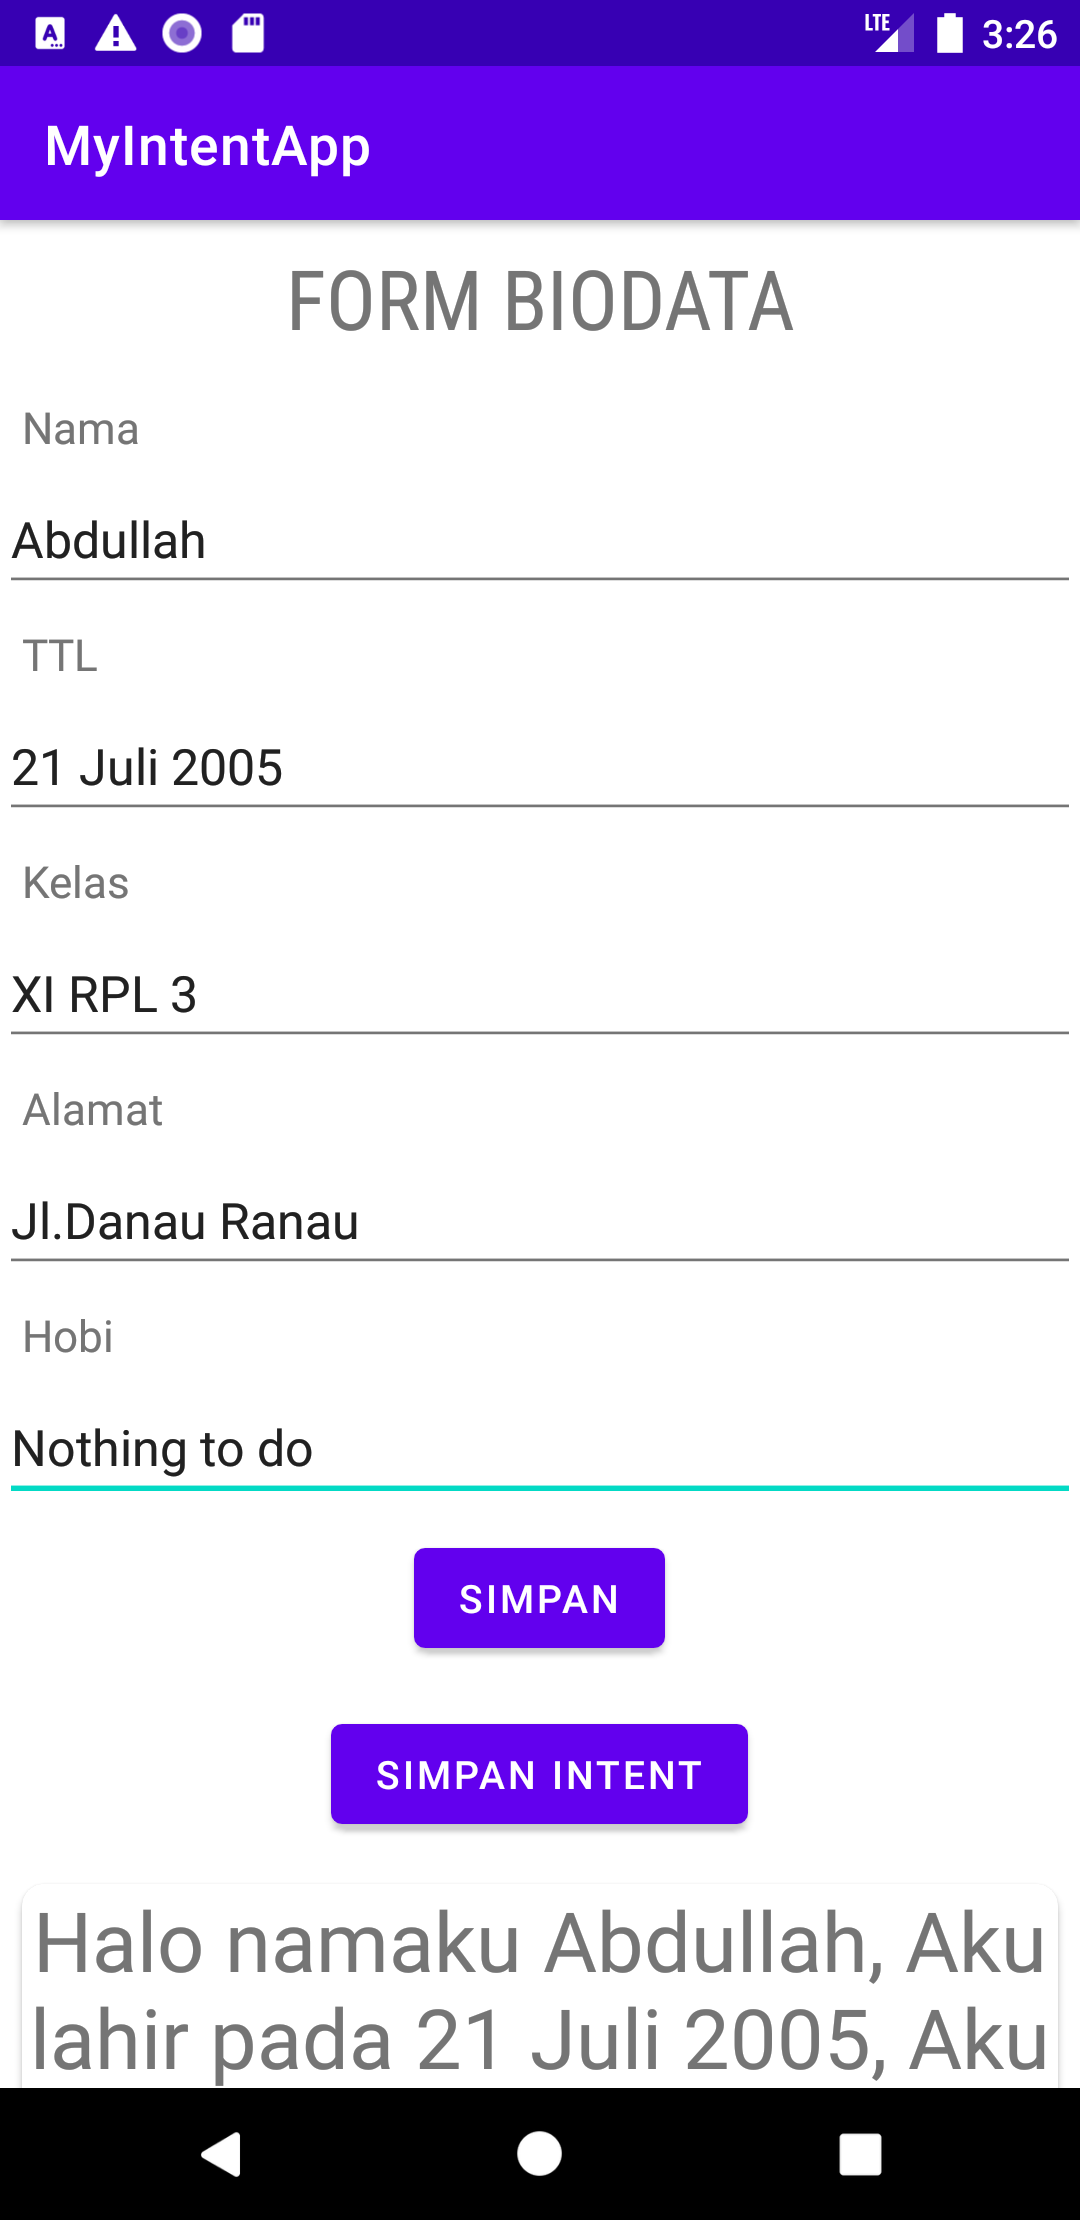 LTE 3:26
MyIntentApp
FORM BIODATA
Nama
Abdullah
TTL
21 Juli 2005
Kelas
XI RPL 3
Alamat
Jl.Danau Ranau
Hobi
Nothing to do
SIMPAN
SIMPAN INTENT
Halo namaku Abdullah, Aku
lahir pada 21 Juli 2005, Aku